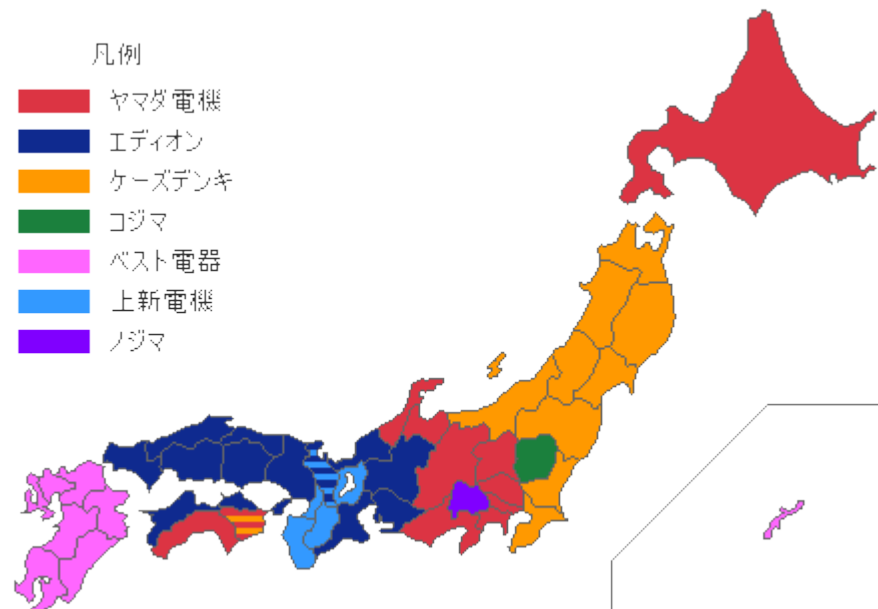 凡例
ヤマダ電機
エディオン
ケーズデンキ
コジマ
ベスト電器
上新電機
ノジマ